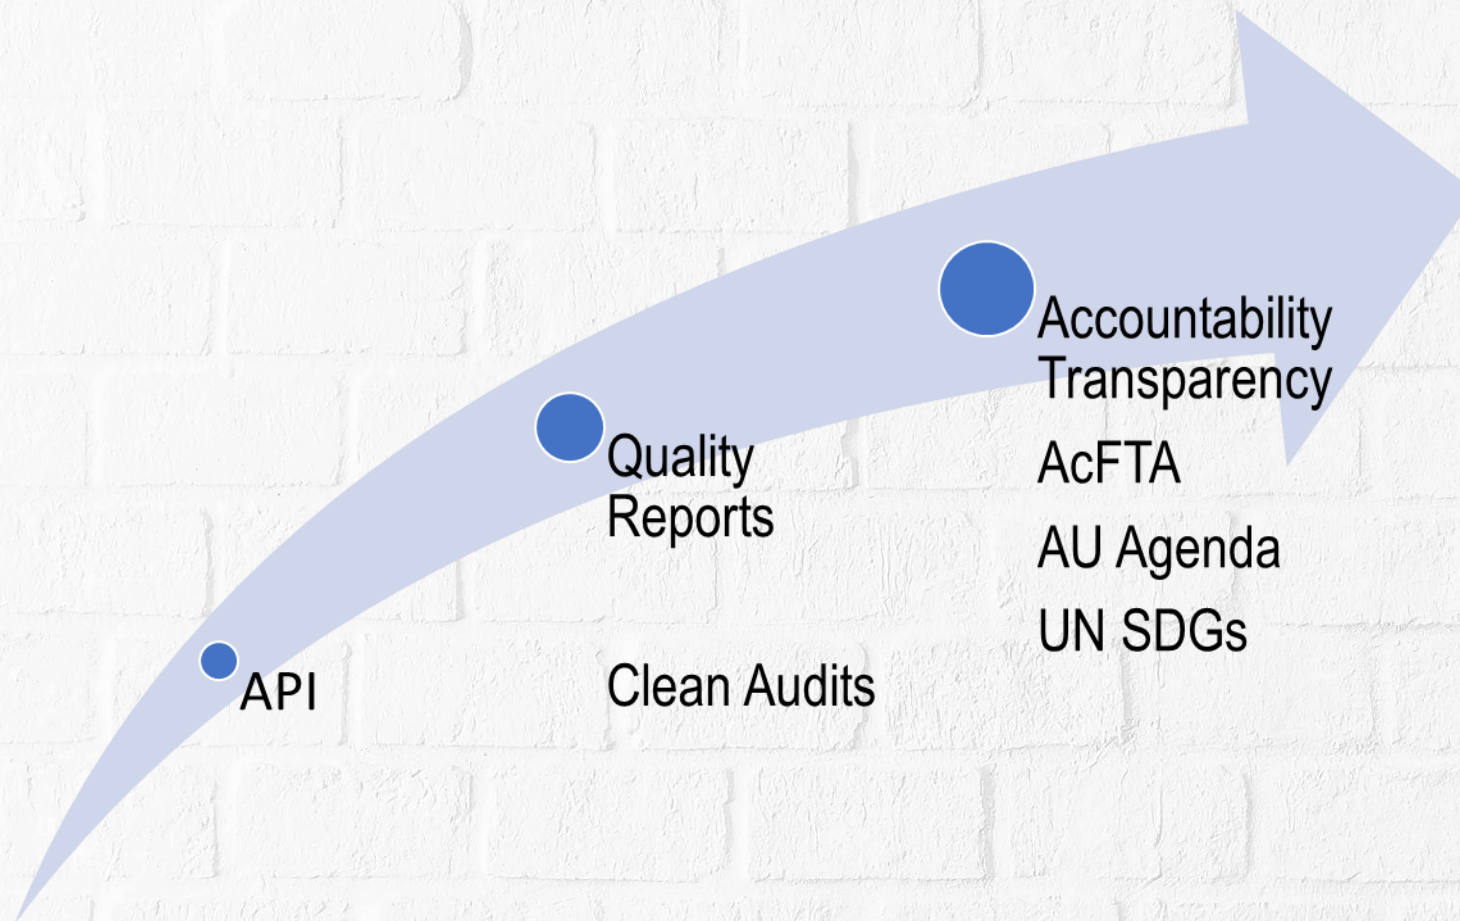 API
Quality
Reports
Clean Audits
Accountability
Transparency
AcFTA
AU Agenda
UN SDGs